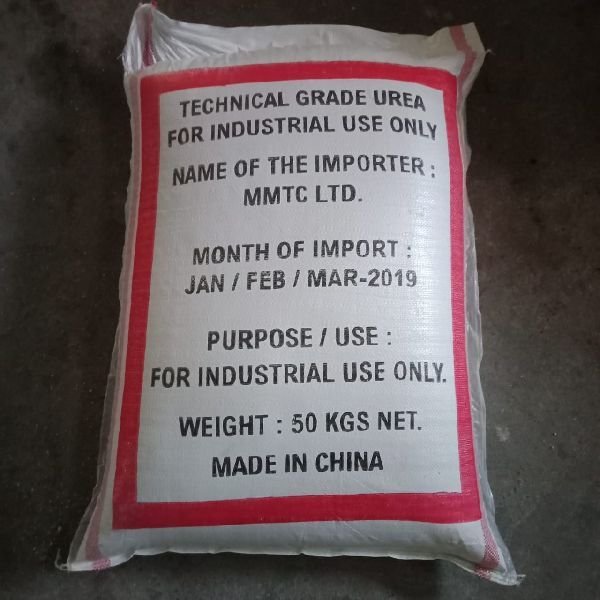 TECHNICAL GRADE UREA
FOR INDUSTRIAL USE ONLY
NAME OF THE IMPORTER :
MMTC LTD.
MONTH OF IMPORT :
JAN / FEB / MAR-2019
PURPOSE / USE :
FOR INDUSTRIAL USE ONLY.
WEIGHT : 50 KGS NET.
MADE IN CHINA